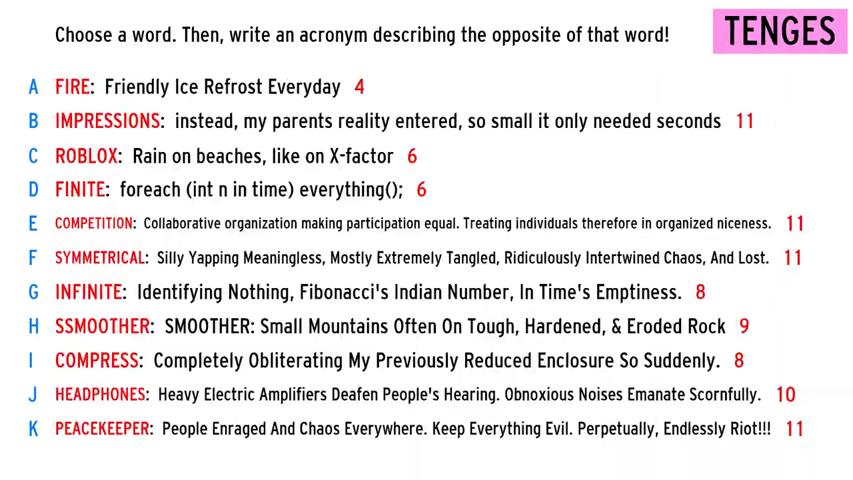 Choose a word. Then, write an acronym describing the opposite of that word!
TENGES
A FIRE: Friendly Ice Refrost Everyday 4
B IMPRESSIONS: instead, my parents reality entered, so small it only needed seconds 11
C ROBLOX: Rain on beaches, like on X-factor 6
D FINITE: foreach (int n in time) everything(); 6
E COMPETITION: Collaborative organization making participation equal. Treating individuals therefore in organized niceness. 11
F SYMMETRICAL: Silly Yapping Meaningless, Mostly Extremely Tangled, Ridiculously Intertwined Chaos, And Lost. 11
G INFINITE: Identifying Nothing, Fibonacci's Indian Number, In Time's Emptiness. 8
H SSMOOTHER: SMOOTHER: Small Mountains Often On Tough, Hardened, & Eroded Rock 9
I COMPRESS: Completely Obliterating My Previously Reduced Enclosure So Suddenly. 8
J HEADPHONES: Heavy Electric Amplifiers Deafen People's Hearing. Obnoxious Noises Emanate Scornfully. 10
K PEACEKEEPER: People Enraged And Chaos Everywhere. Keep Everything Evil. Perpetually, Endlessly Riot!!! 11